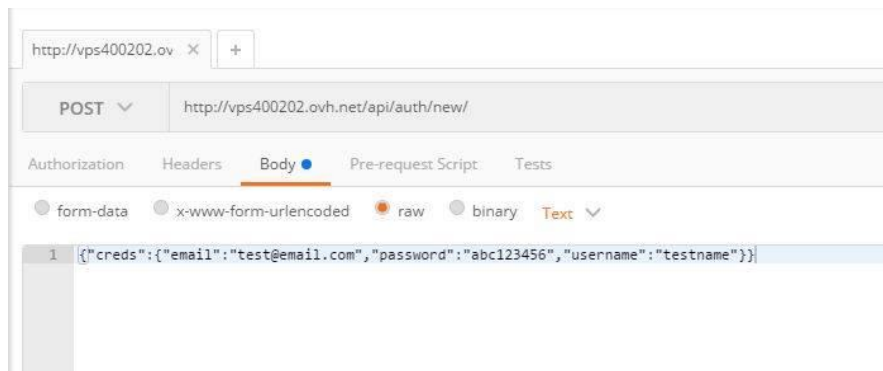 http://vps400202.ov × +
POST http://vps400202.ovh.net/api/auth/new/
Authorization Headers Body Pre-request Script Tests
form-data x-www-form-urlencoded raw binary Text
1 {"creds":{"email":"test@email.com","password":"abc123456","username":"testname"}}